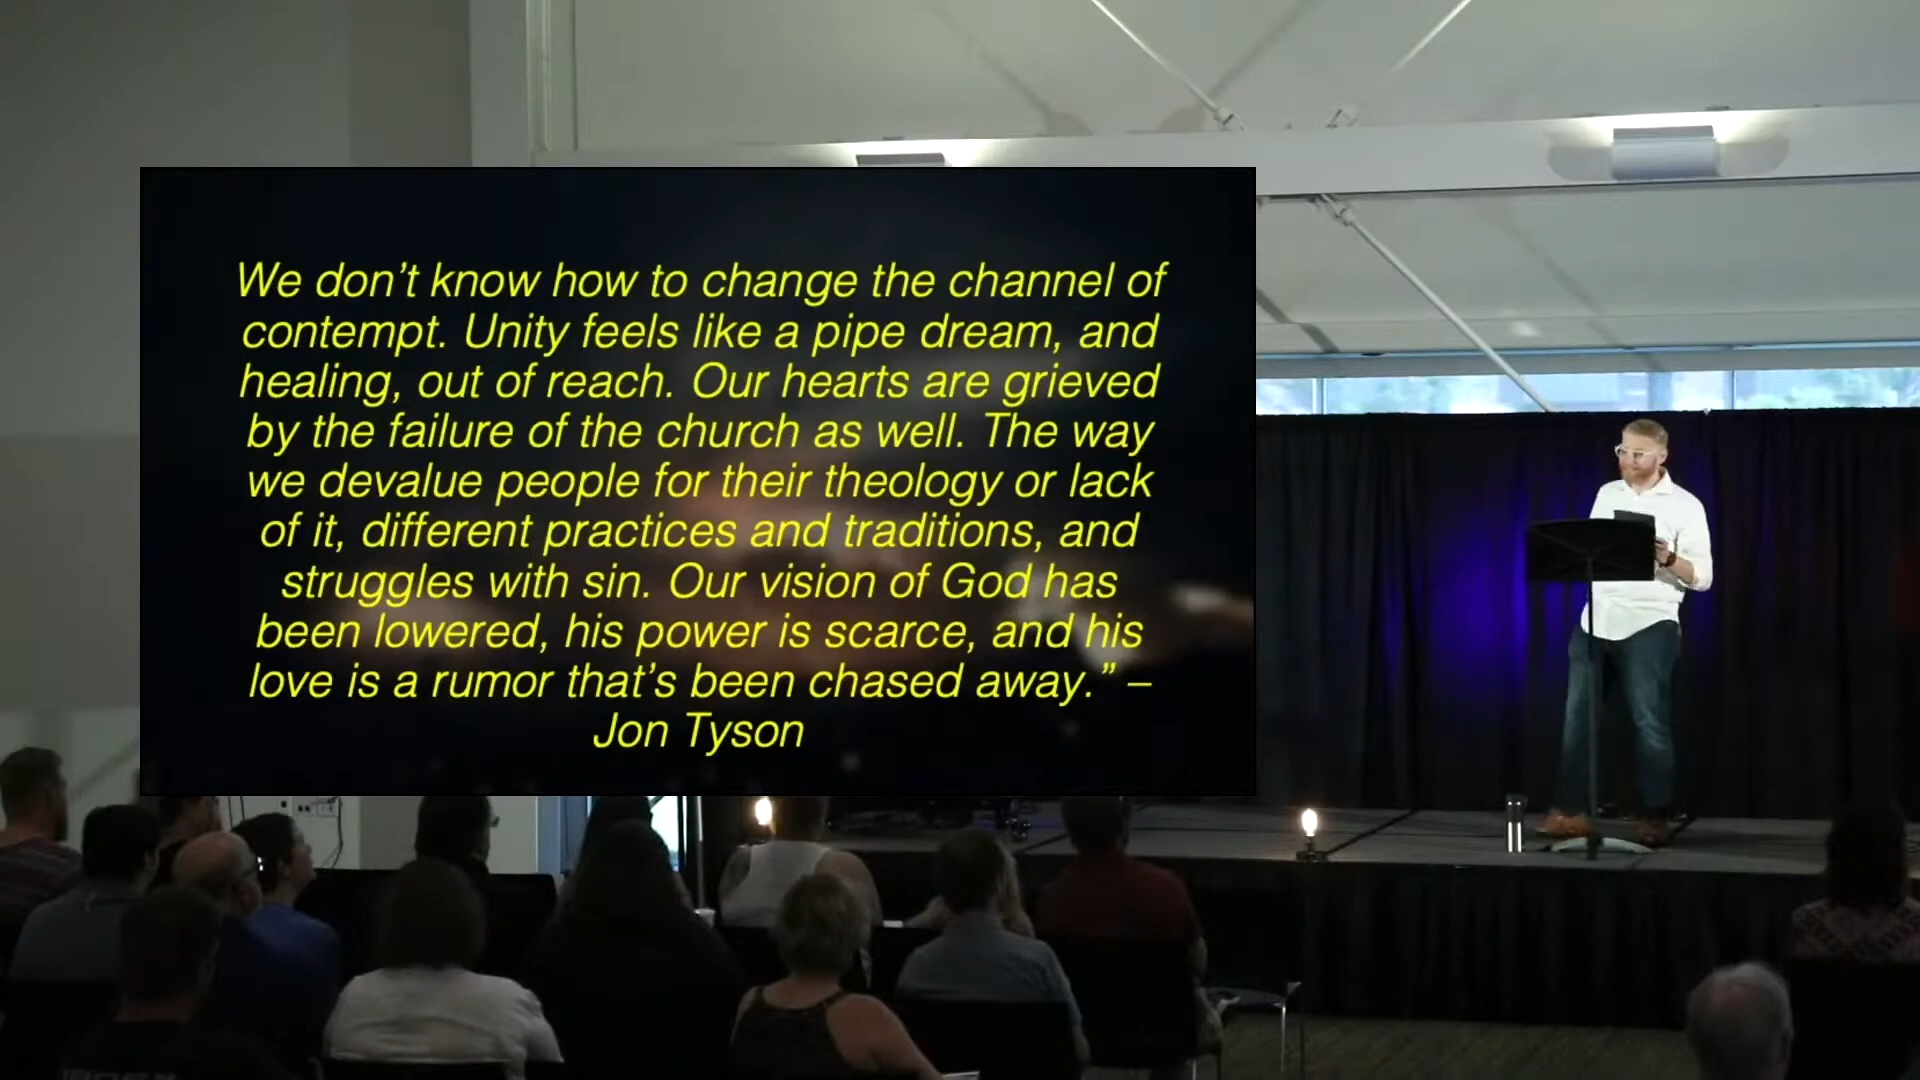 We don’t know how to change the channel of
contempt. Unity feels like a pipe dream, and
healing, out of reach. Our hearts are grieved
by the failure of the church as well. The way
we devalue people for their theology or lack
of it, different practices and traditions, and
struggles with sin. Our vision of God has
been lowered, his power is scarce, and his
love is a rumor that’s been chased away.” –
Jon Tyson